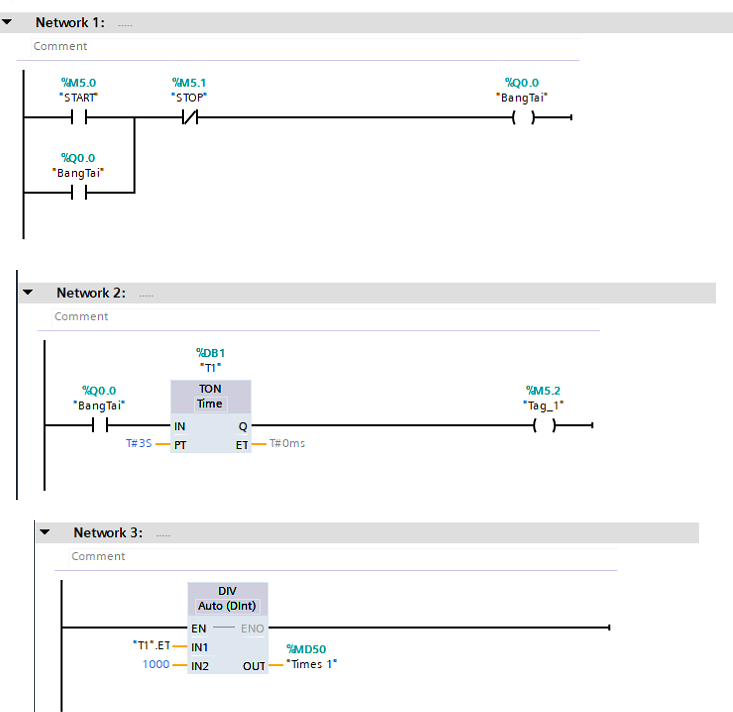 Network 1: .....
Comment
%M5.0
"START"
%M5.1
"STOP"
%Q0.0
"BangTai"
%Q0.0
"BangTai"
Network 2: .....
Comment
%DB1
"T1"
%Q0.0
"BangTai"
TON
Time
IN
Q
T#3S
PT
ET
T#0ms
%M5.2
"Tag_1"
Network 3: .....
Comment
DIV
Auto (DInt)
EN
ENO
"T1".ET
IN1
1000
IN2
OUT
%MD50
"Times 1"